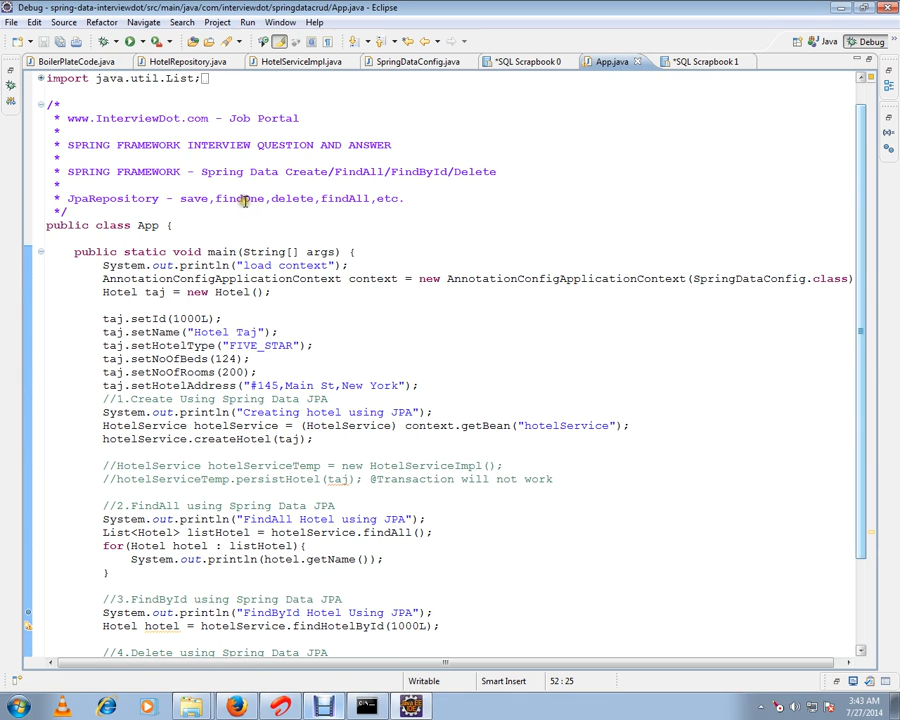 Debug - spring-data-interviewdot/src/main/java/com/interviewdot/springdatacrud/App.java - Eclipse
File Edit Source Refactor Navigate Search Project Run Window Help
Java Debug
BoilerPlateCode.java HotelRepository.java HotelServiceImpl.java SpringDataConfig.java *SQL Scrapbook 0 App.java *SQL Scrapbook 1
import java.util.List;
/*
* www.InterviewDot.com - Job Portal
*
* SPRING FRAMEWORK INTERVIEW QUESTION AND ANSWER
*
* SPRING FRAMEWORK - Spring Data Create/FindAll/FindById/Delete
*
* JpaRepository - save,findOne,delete,findAll,etc.
*/
public class App {
public static void main(String[] args) {
System.out.println("load context");
AnnotationConfigApplicationContext context = new AnnotationConfigApplicationContext(SpringDataConfig.class)
Hotel taj = new Hotel();
taj.setId(1000L);
taj.setName("Hotel Taj");
taj.setHotelType("FIVE_STAR");
taj.setNoOfBeds(124);
taj.setNoOfRooms(200);
taj.setHotelAddress("#145,Main St,New York");
//1.Create Using Spring Data JPA
System.out.println("Creating hotel using JPA");
HotelService hotelService = (HotelService) context.getBean("hotelService");
hotelService.createHotel(taj);
//HotelService hotelServiceTemp = new HotelServiceImpl();
//hotelServiceTemp.persistHotel(taj); @Transaction will not work
//2.FindAll using Spring Data JPA
System.out.println("FindAll Hotel using JPA");
List<Hotel> listHotel = hotelService.findAll();
for(Hotel hotel : listHotel){
System.out.println(hotel.getName());
}
//3.FindById using Spring Data JPA
System.out.println("FindById Hotel Using JPA");
Hotel hotel = hotelService.findHotelById(1000L);
//4.Delete using Spring Data JPA
Writable Smart Insert 52 : 25
3:43 AM
7/27/2014